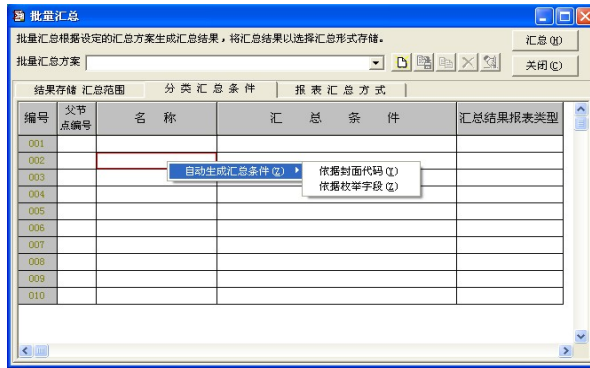 批量汇总
批量汇总根据设定的汇总方案生成汇总结果，将汇总结果以选择汇总形式存储。
汇总(H)
批量汇总方案
关闭(C)
结果存储 汇总范围 分类汇总条件 报表汇总方式
编号 父节点编号 名 称 汇 总 条 件 汇总结果报表类型
001
002
自动生成汇总条件(Z) 依据封面代码(Y)
003
依据枚举字段(Z)
004
005
006
007
008
009
010